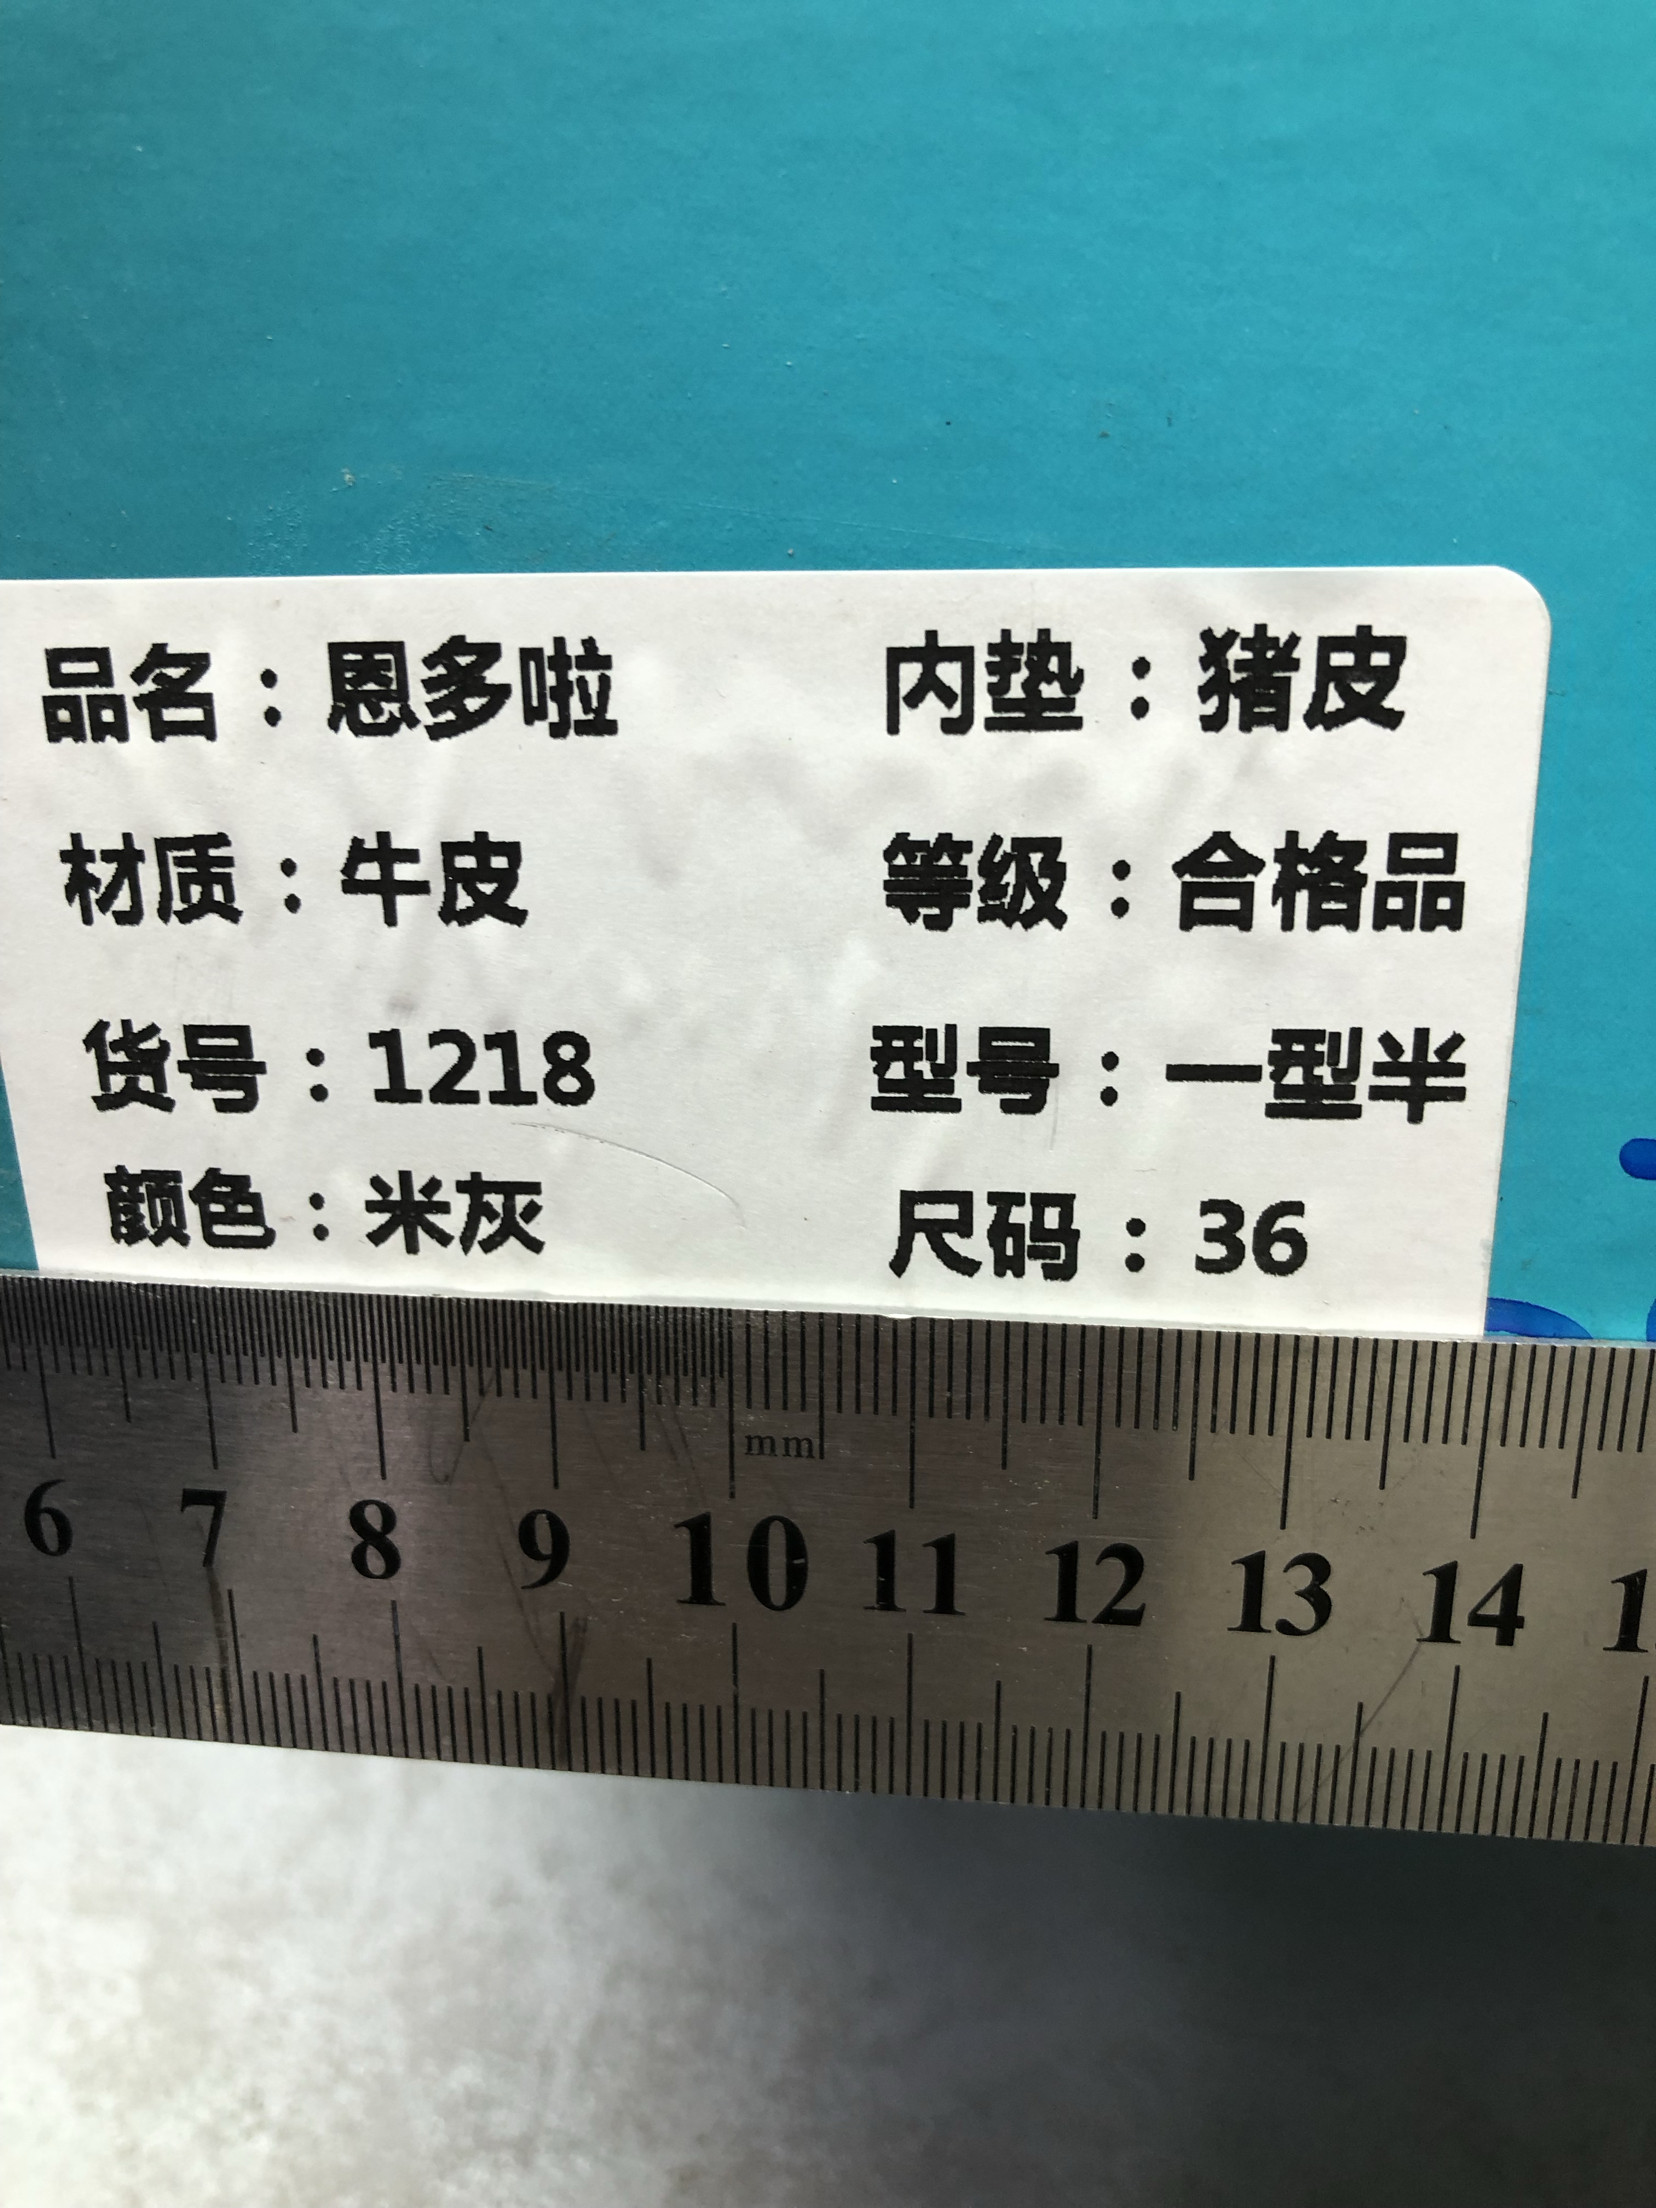 品名：恩多啦 内垫：猪皮
材质：牛皮 等级：合格品
货号：1218 型号：一型半
颜色：米灰 尺码：36
mm
6 7 8 9 10 11 12 13 14